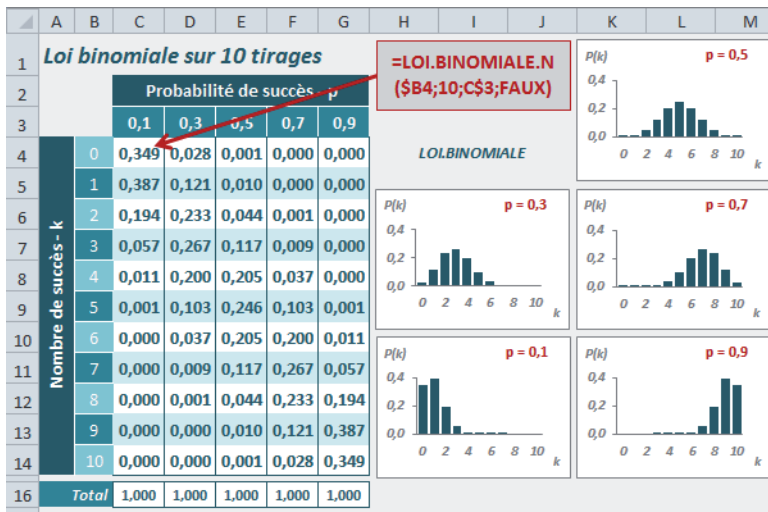 A B C D E F G H I J K L M
1 Loi binomiale sur 10 tirages
=LOI.BINOMIALE.N
($B4;10;C$3;FAUX)
2 Probabilité de succès - p
3 0,1 0,3 0,5 0,7 0,9
Nombre de succès - k
4 0 0,349 0,028 0,001 0,000 0,000
5 1 0,387 0,121 0,010 0,000 0,000
6 2 0,194 0,233 0,044 0,001 0,000
7 3 0,057 0,267 0,117 0,009 0,000
8 4 0,011 0,200 0,205 0,037 0,000
9 5 0,001 0,103 0,246 0,103 0,001
10 6 0,000 0,037 0,205 0,200 0,011
11 7 0,000 0,009 0,117 0,267 0,057
12 8 0,000 0,001 0,044 0,233 0,194
13 9 0,000 0,000 0,010 0,121 0,387
14 10 0,000 0,000 0,001 0,028 0,349
16 Total 1,000 1,000 1,000 1,000 1,000
LOI.BINOMIALE
P(k) p = 0,5
0,4
0,2
0,0
0 2 4 6 8 10
k
P(k) p = 0,3
0,4
0,2
0,0
0 2 4 6 8 10
k
P(k) p = 0,7
0,4
0,2
0,0
0 2 4 6 8 10
k
P(k) p = 0,1
0,4
0,2
0,0
0 2 4 6 8 10
k
P(k) p = 0,9
0,4
0,2
0,0
0 2 4 6 8 10
k